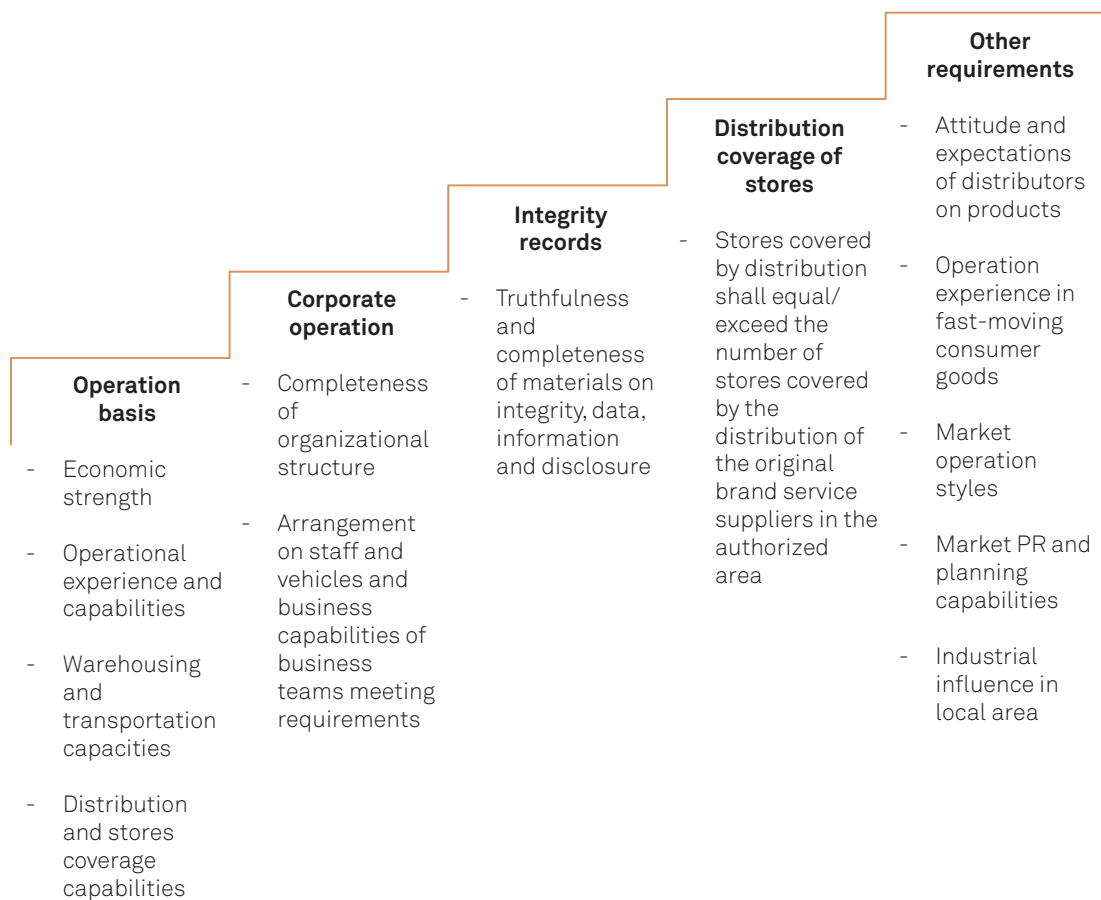 Operation
basis
- Economic
strength
- Operational
experience and
capabilities
- Warehousing
and
transportation
capacities
- Distribution
and stores
coverage
capabilities
Corporate
operation
- Completeness
of
organizational
structure
- Arrangement
on staff and
vehicles and
business
capabilities of
business
teams meeting
requirements
Integrity
records
- Truthfulness
and
completeness
of materials on
integrity, data,
information
and disclosure
Distribution
coverage of
stores
- Stores covered
by distribution
shall equal/
exceed the
number of
stores covered
by the
distribution of
the original
brand service
suppliers in the
authorized
area
Other
requirements
- Attitude and
expectations
of distributors
on products
- Operation
experience in
fast-moving
consumer
goods
- Market
operation
styles
- Market PR and
planning
capabilities
- Industrial
influence in
local area